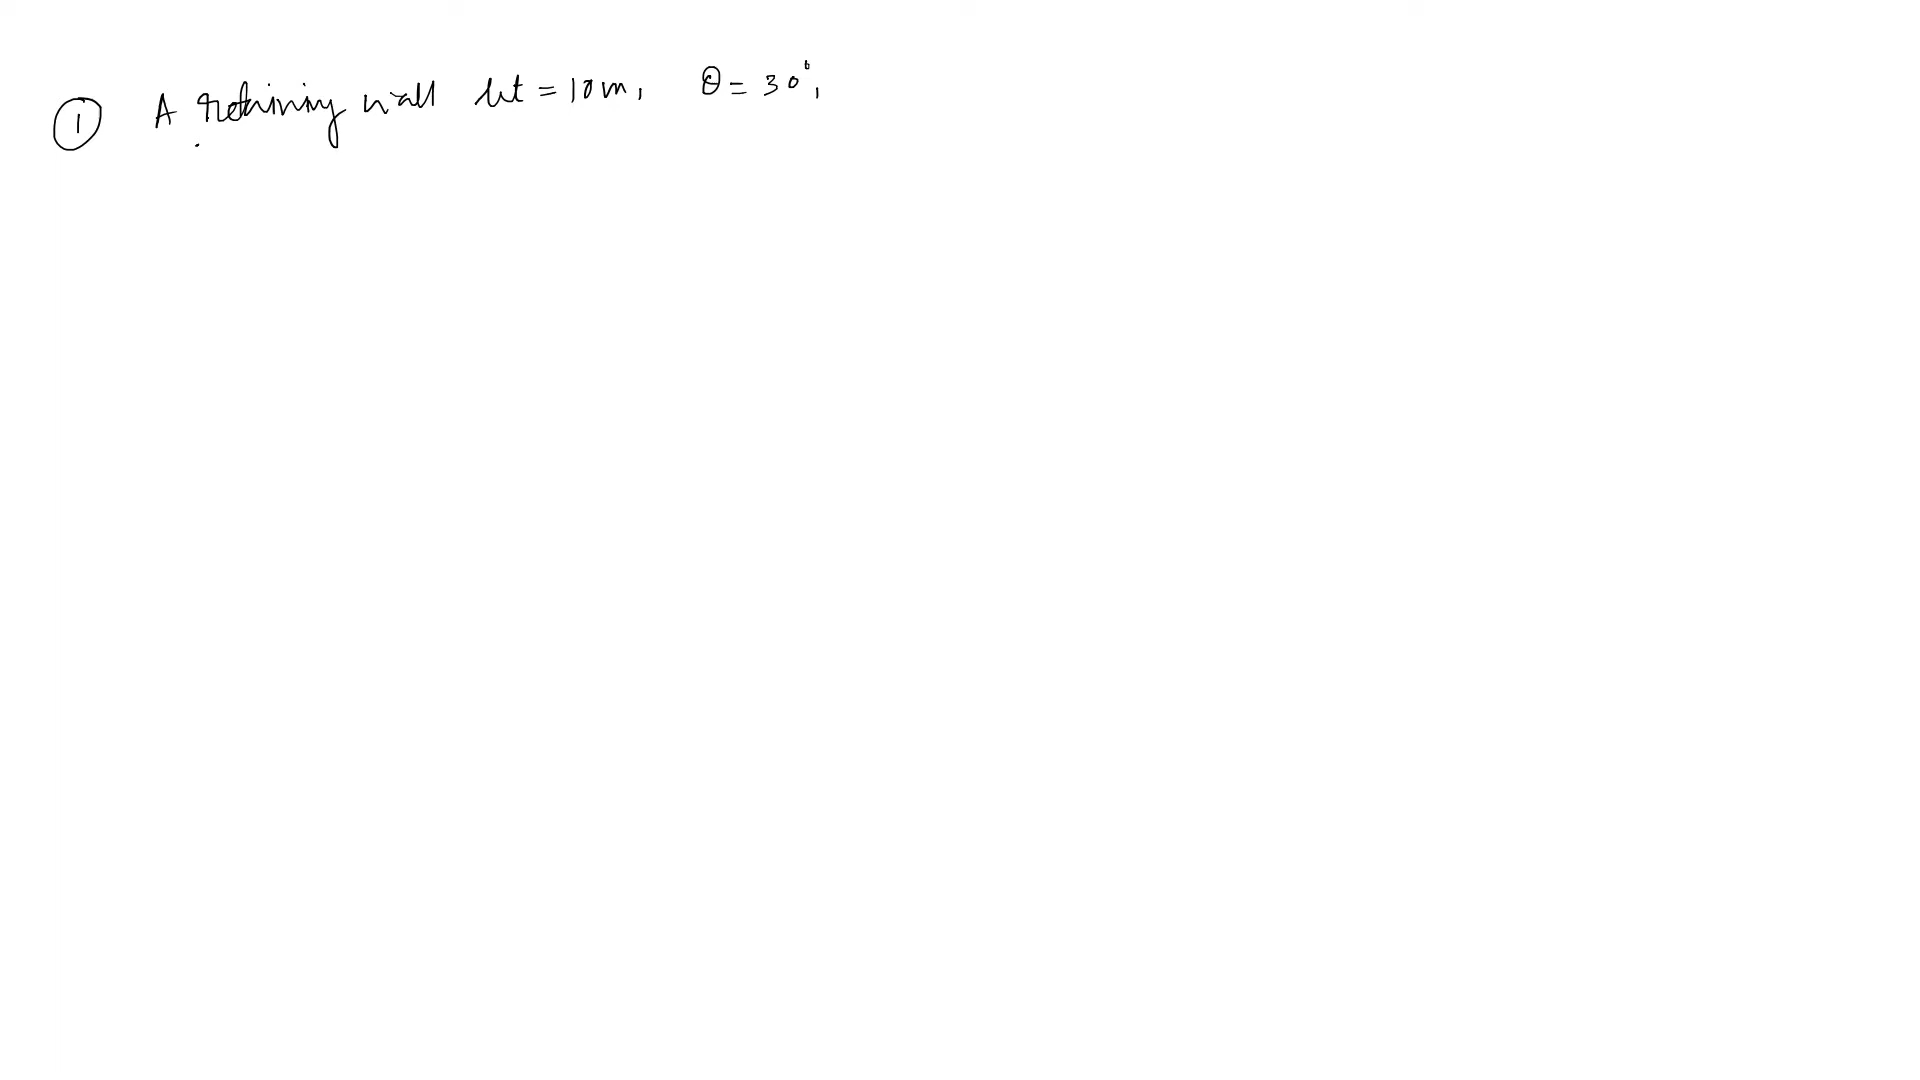 ① A retaining wall ht = 10m, θ = 30°,